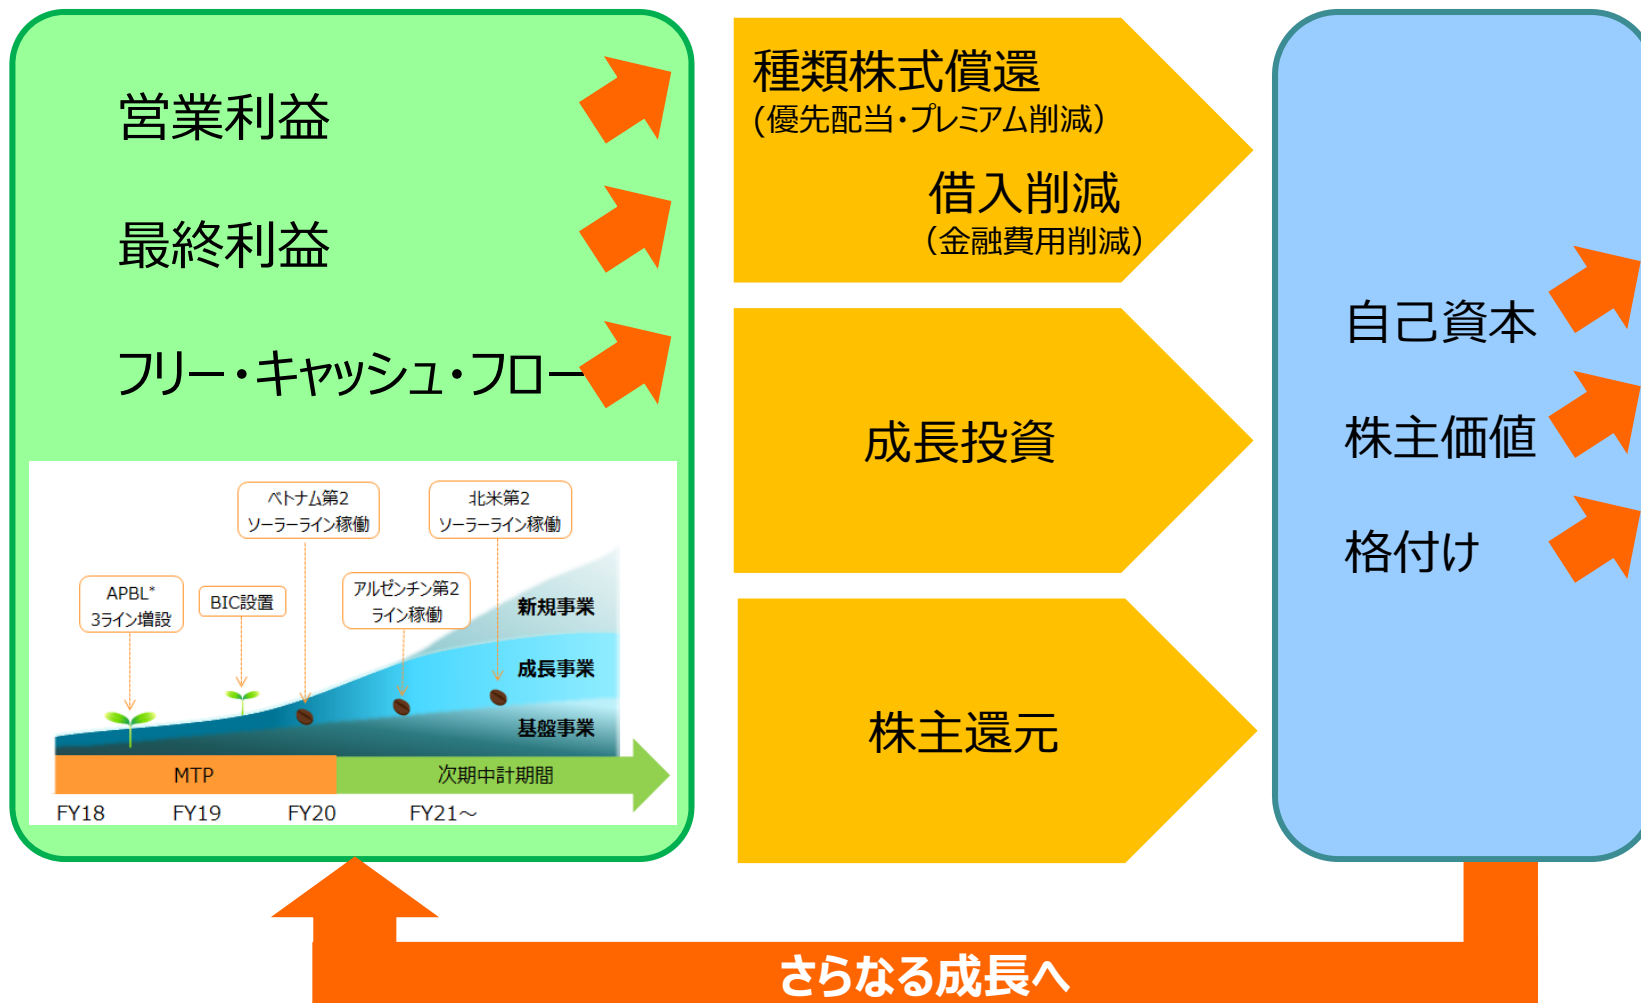 営業利益
最終利益
フリー・キャッシュ・フロー
ベトナム第2
ソーラーライン稼働
北米第2
ソーラーライン稼働
APBL*
3ライン増設
BIC設置
アルゼンチン第2
ライン稼働
新規事業
成長事業
基盤事業
MTP
次期中計期間
FY18
FY19
FY20
FY21～
種類株式償還
(優先配当・プレミアム削減）
借入削減
（金融費用削減）
成長投資
株主還元
自己資本
株主価値
格付け
さらなる成長へ